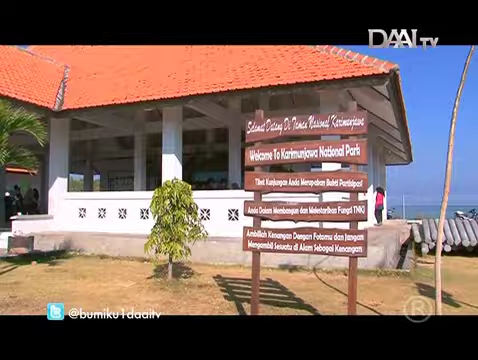 DAAI TV
Selamat Datang Di Taman Nasional Karimunjawa
Welcome To Karimunjawa National Park
Tiket Kunjungan Anda Merupakan Bukti Partisipasi
Anda Dalam Membangun dan Melestarikan Fungsi TNKJ
Ambillah Kenangan Dengan Fotomu dan Jangan
Mengambil Sesuatu di Alam Sebagai Kenangan
®
@bumiku1daaitv